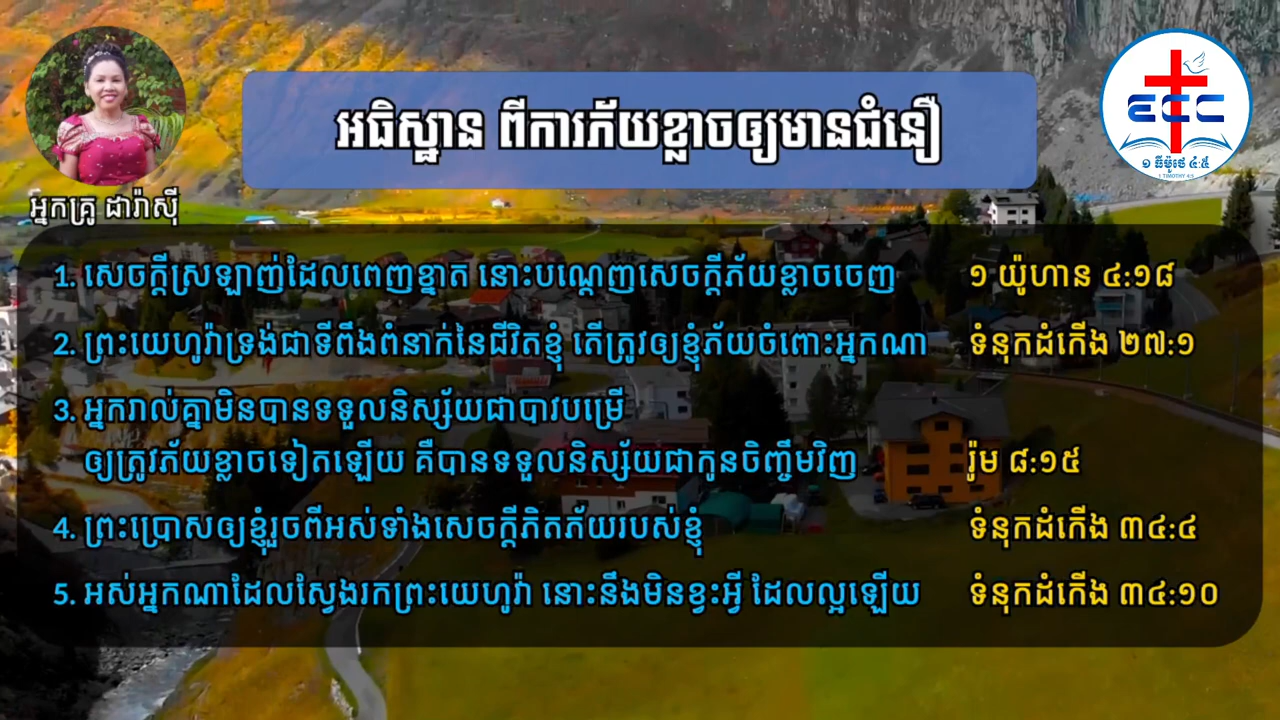 អធិស្ឋាន ពីការភ័យខ្លាចឲ្យមានជំនឿ
ECC
១ ធីម៉ូថេ ៤:៥
1 TIMOTHY 4:5
អ្នកគ្រូ ដារ៉ាស៊ី
1. សេចក្ដីស្រឡាញ់ដែលពេញខ្នាត នោះបណ្ដេញសេចក្ដីភ័យខ្លាចចេញ ១ យ៉ូហាន ៤:១៨
2. ព្រះយេហូវ៉ាទ្រង់ជាទីពឹងពំនាក់នៃជីវិតខ្ញុំ តើត្រូវឲ្យខ្ញុំភ័យចំពោះអ្នកណា ទំនុកដំកើង ២៧:១
3. អ្នករាល់គ្នាមិនបានទទួលនិស្ស័យជាបាវបម្រើ
ឲ្យត្រូវភ័យខ្លាចទៀតឡើយ គឺបានទទួលនិស្ស័យជាកូនចិញ្ចឹមវិញ រ៉ូម ៨:១៥
4. ព្រះប្រោសឲ្យខ្ញុំរួចពីអស់ទាំងសេចក្ដីភិតភ័យរបស់ខ្ញុំ ទំនុកដំកើង ៣៤:៤
5. អស់អ្នកណាដែលស្វែងរកព្រះយេហូវ៉ា នោះនឹងមិនខ្វះអ្វី ដែលល្អឡើយ ទំនុកដំកើង ៣៤:១០